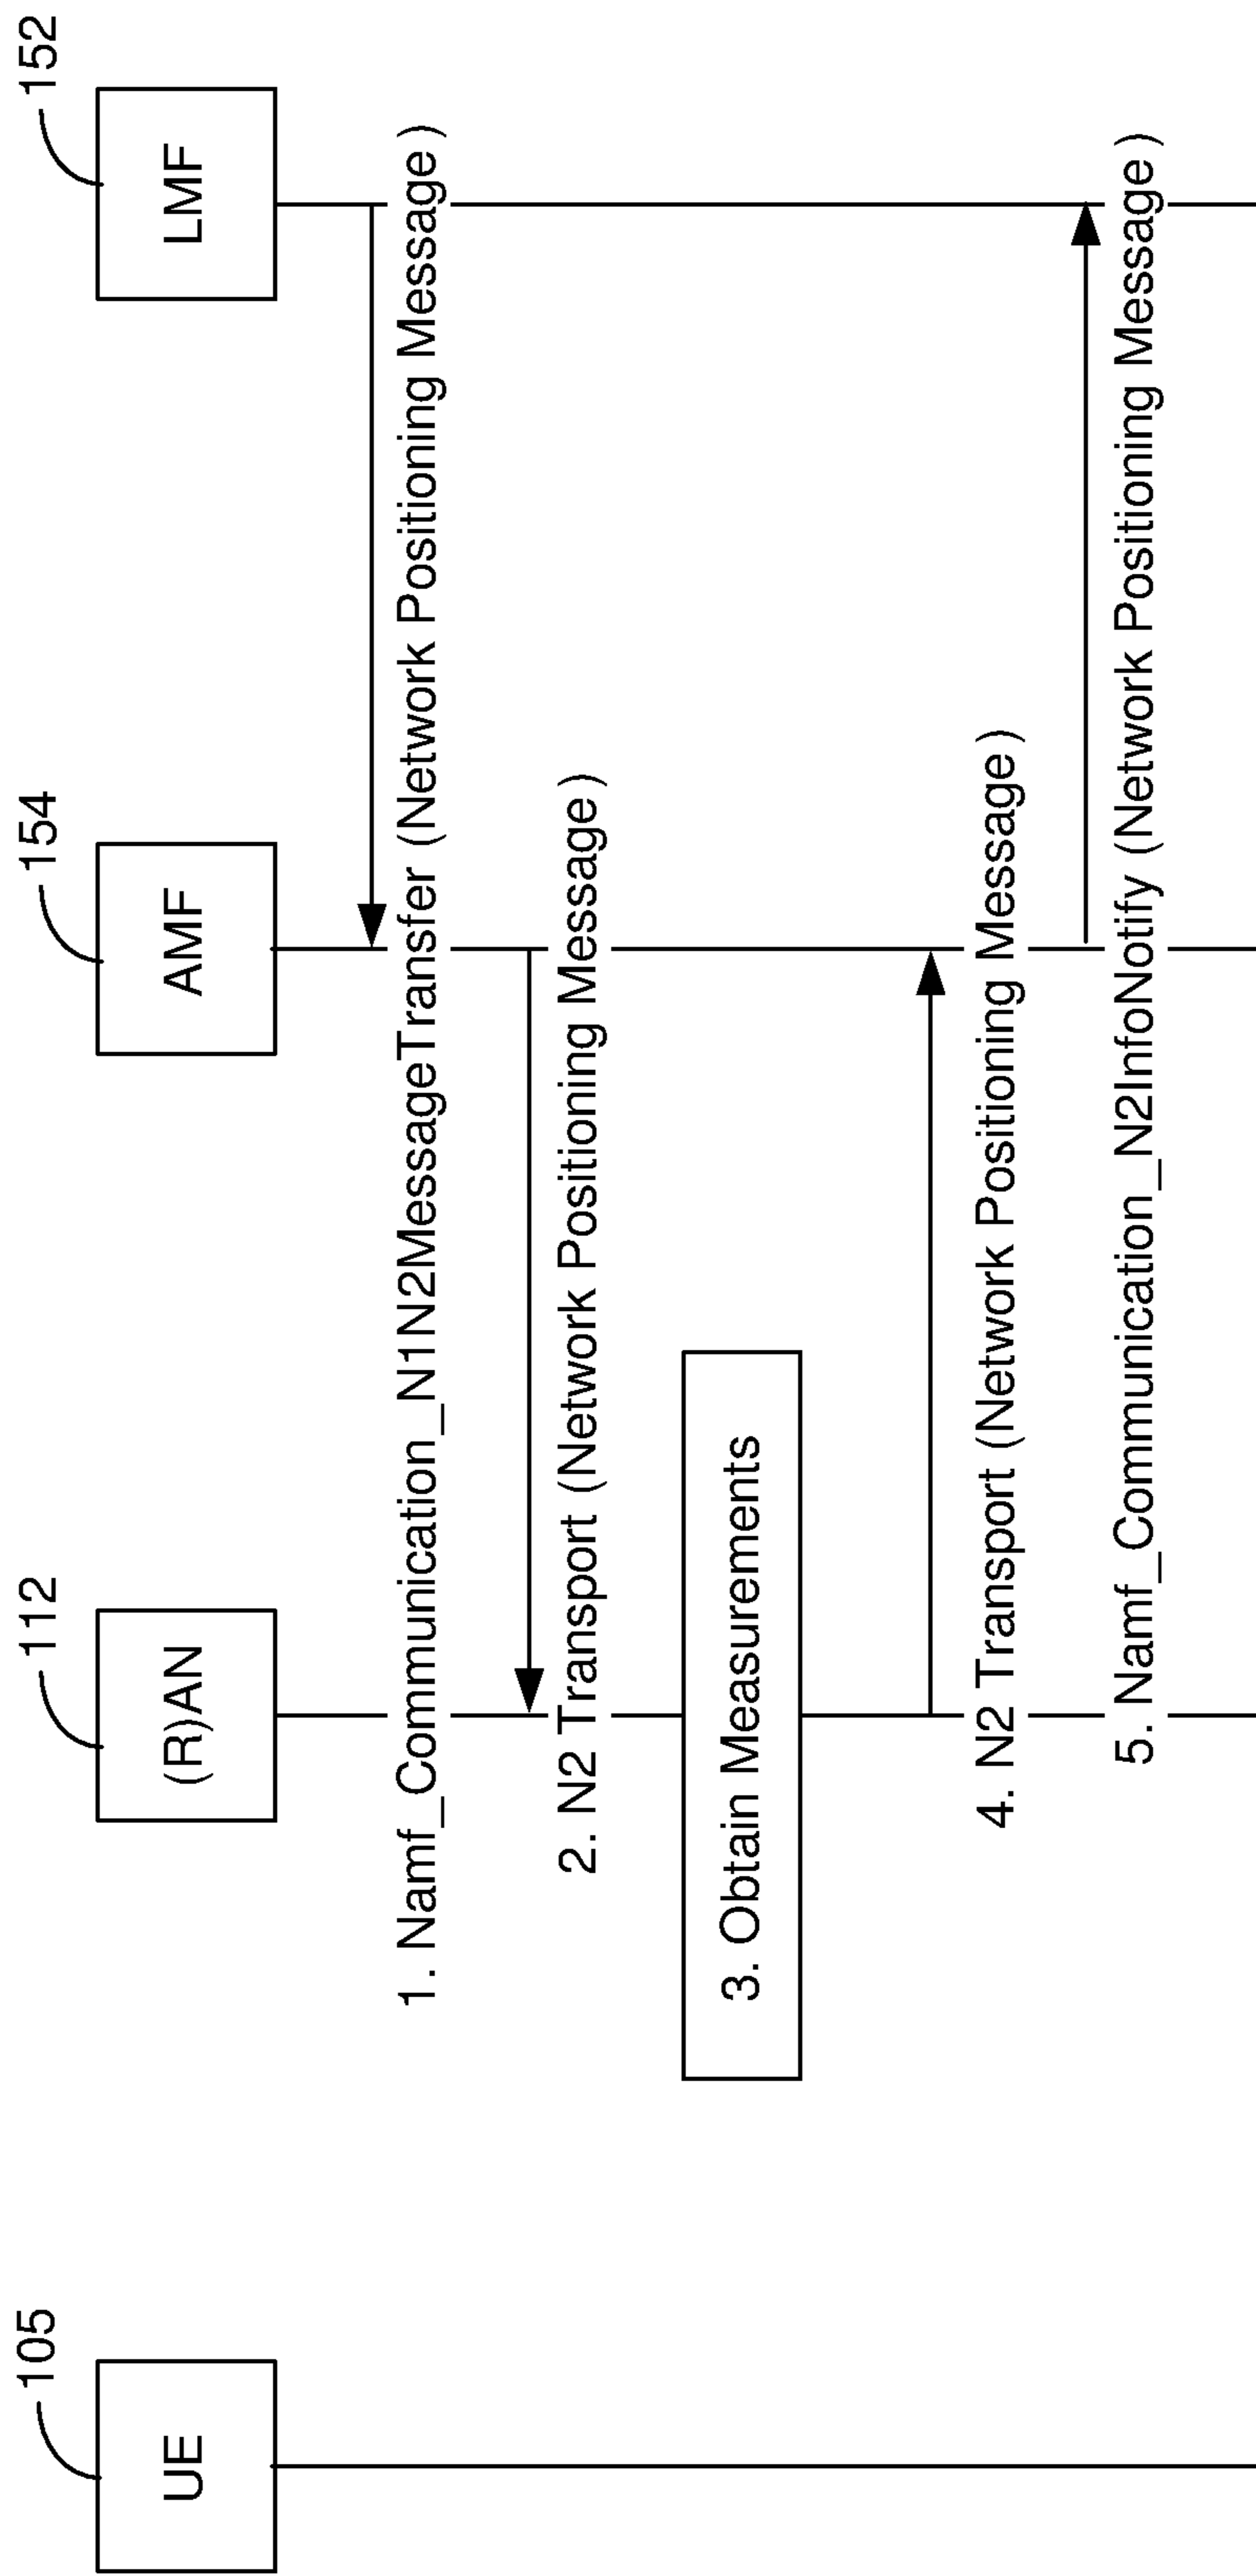 105
112
154
152
UE
(R)AN
AMF
LMF
1. Namf_Communication_N1N2MessageTransfer (Network Positioning Message)
2. N2 Transport (Network Positioning Message)
3. Obtain Measurements
4. N2 Transport (Network Positioning Message)
5. Namf_Communication_N2InfoNotify (Network Positioning Message)